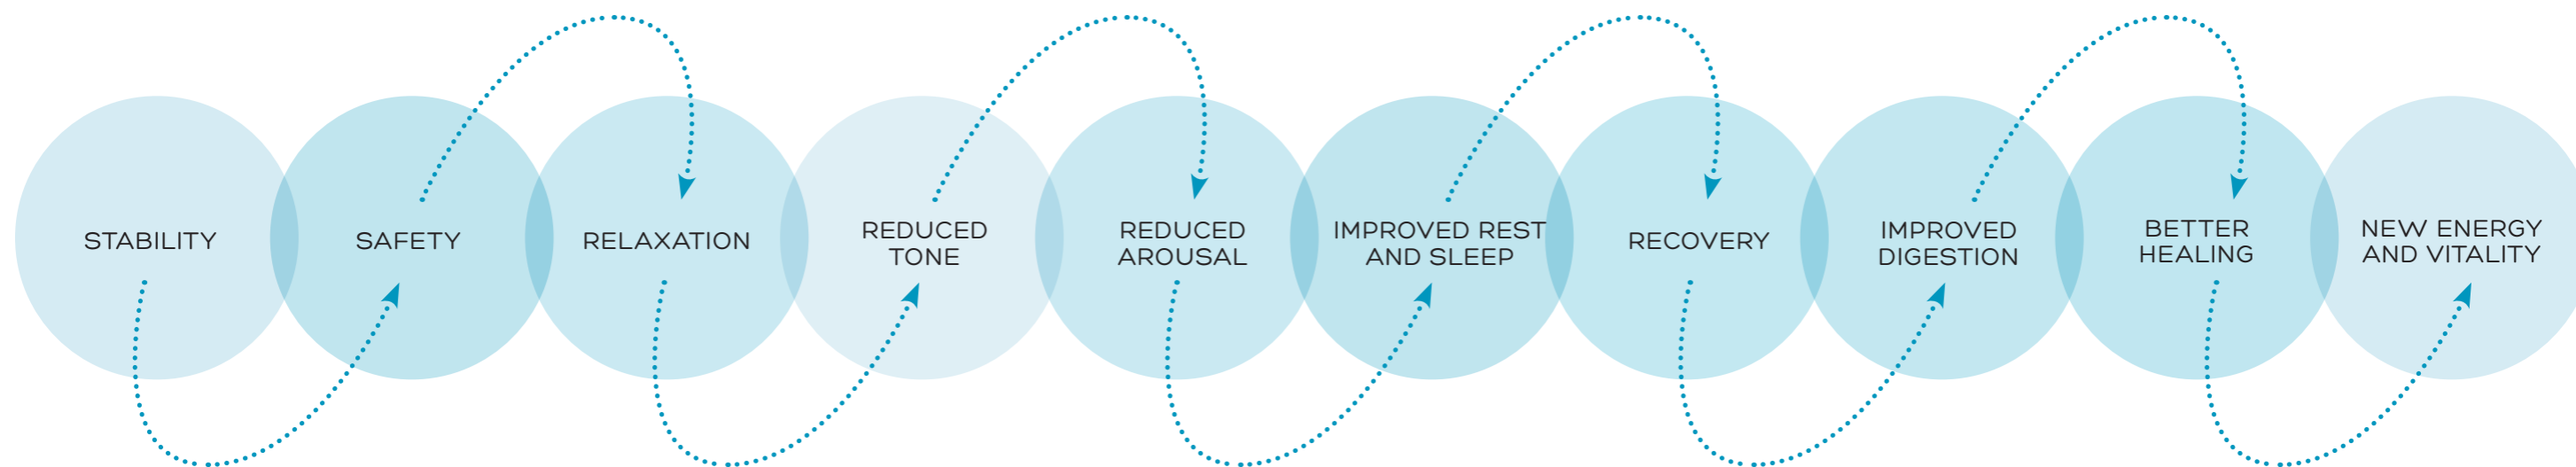 STABILITY
SAFETY
RELAXATION
REDUCED
TONE
REDUCED
AROUSAL
IMPROVED REST
AND SLEEP
RECOVERY
IMPROVED
DIGESTION
BETTER
HEALING
NEW ENERGY
AND VITALITY